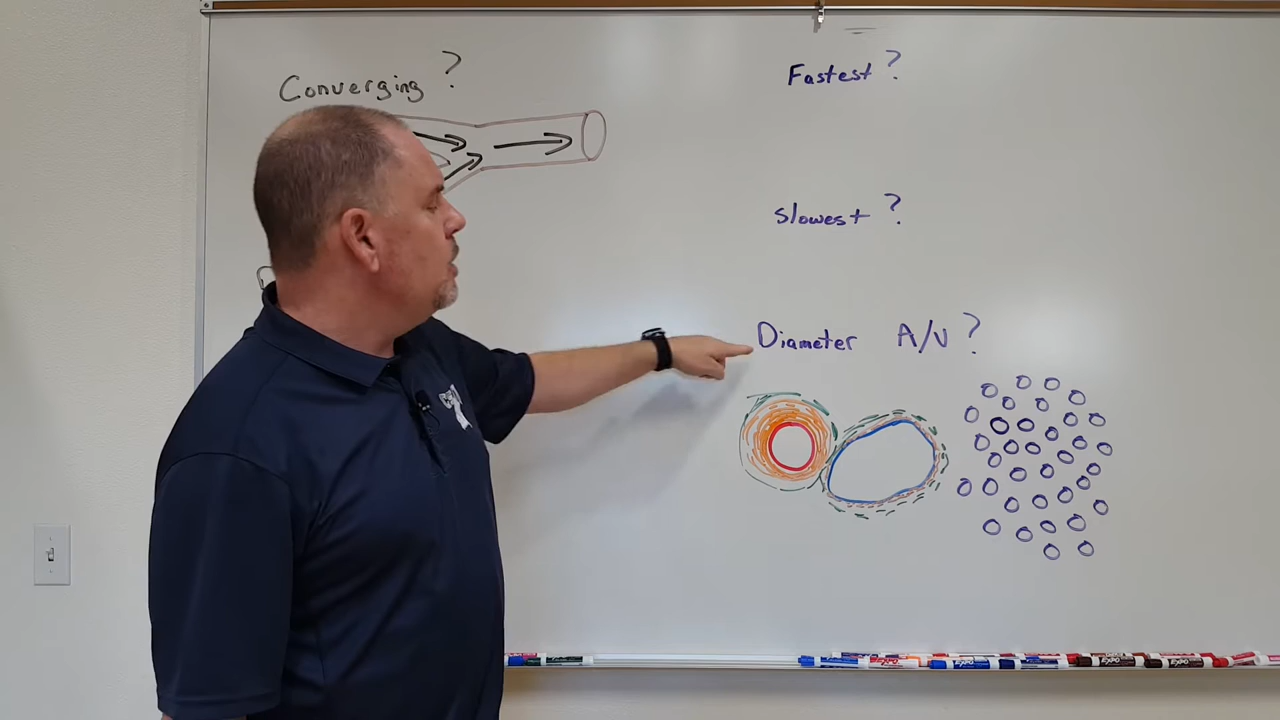 Converging ?
Fastest ?
slowest ?
Diameter A/V ?